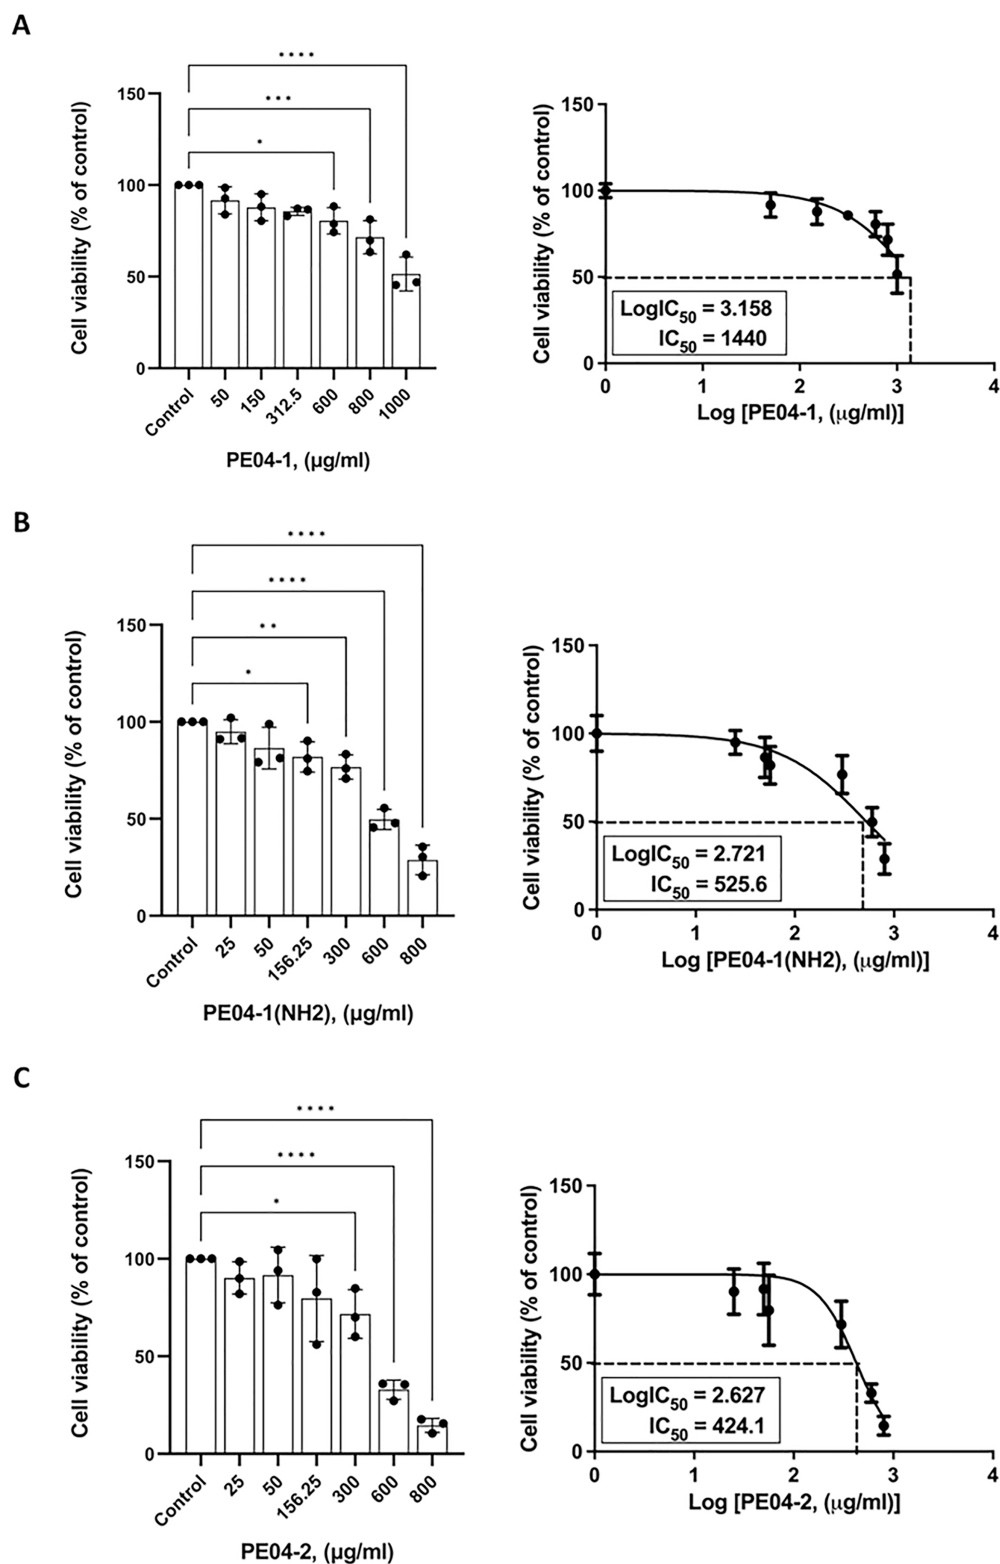 A
****
***
*
Cell viability (% of control)
150
100
50
0
Control
50
150
312.5
600
800
1000
PE04-1, (µg/ml)
Cell viability (% of control)
150
100
50
0
LogIC50 = 3.158
IC50 = 1440
0
1
2
3
4
Log [PE04-1, (µg/ml)]
B
****
****
**
*
Cell viability (% of control)
150
100
50
0
Control
25
50
156.25
300
600
800
PE04-1(NH2), (µg/ml)
Cell viability (% of control)
150
100
50
0
LogIC50 = 2.721
IC50 = 525.6
0
1
2
3
4
Log [PE04-1(NH2), (µg/ml)]
C
****
****
*
Cell viability (% of control)
150
100
50
0
Control
25
50
156.25
300
600
800
PE04-2, (µg/ml)
Cell viability (% of control)
150
100
50
0
LogIC50 = 2.627
IC50 = 424.1
0
1
2
3
4
Log [PE04-2, (µg/ml)]